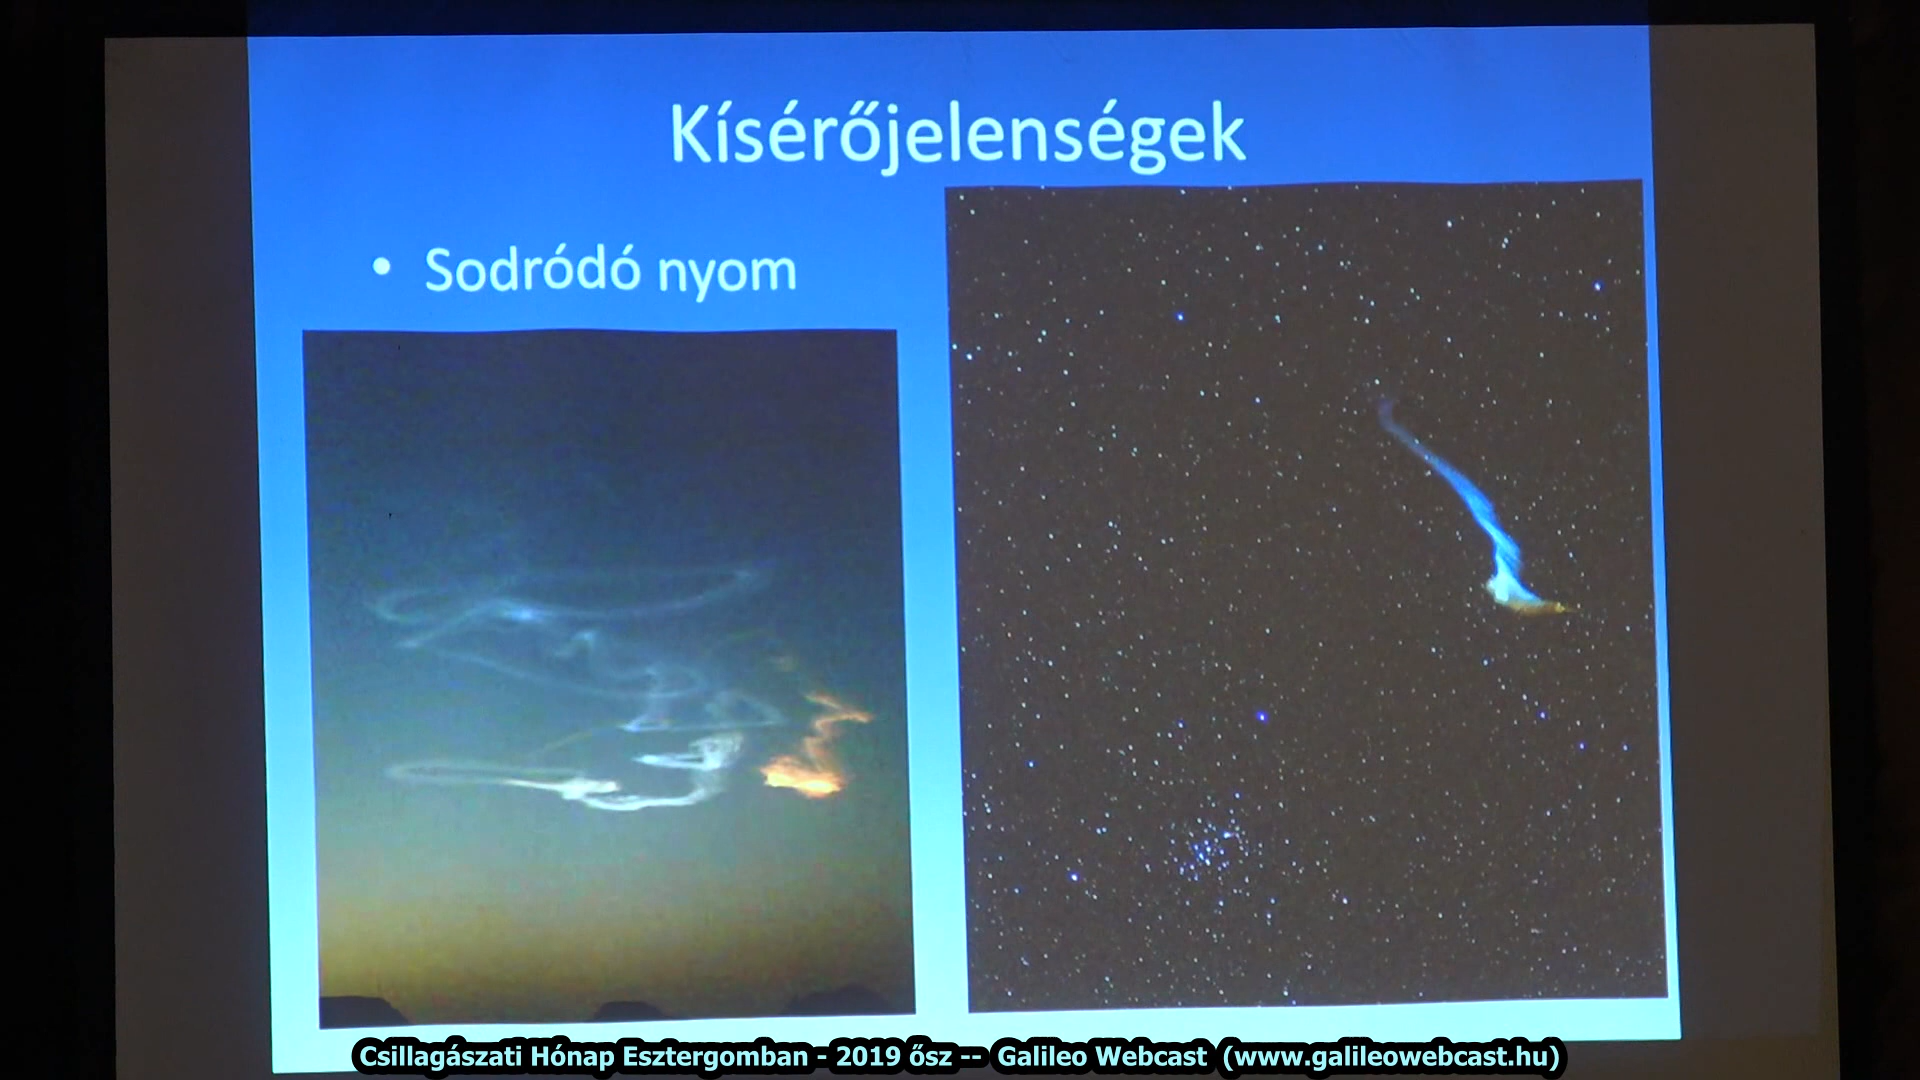 Kísérőjelenségek
• Sodródó nyom
Csillagászati Hónap Esztergomban - 2019 ősz -- Galileo Webcast (www.galileowebcast.hu)